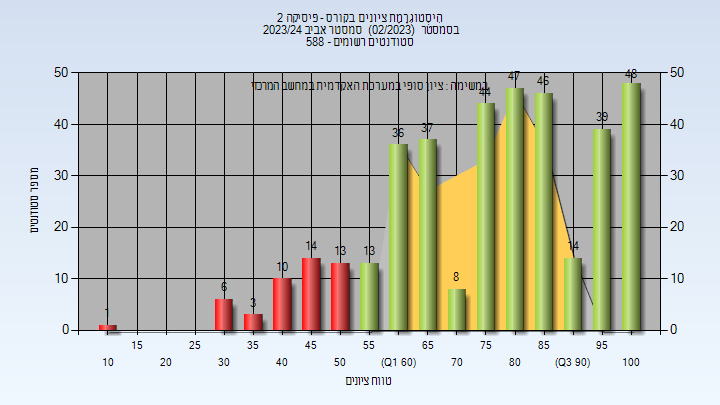 היסטוגרמת ציונים בקורס - פיסיקה 2
בסמסטר (02/2023) סמסטר אביב 2023/24
סטודנטים רשומים - 588
במשימה : ציון סופי במערכת האקדמית במחשב המרכזי
מספר סטודנטים
50 40 30 20 10 0
50 40 30 20 10 0
1 6 3 10 14 13 13 36 37 8 44 47 46 14 39 48
15 25 35 45 55 65 75 85 95
10 20 30 40 50 (Q1 60) 70 80 (Q3 90) 100
טווח ציונים